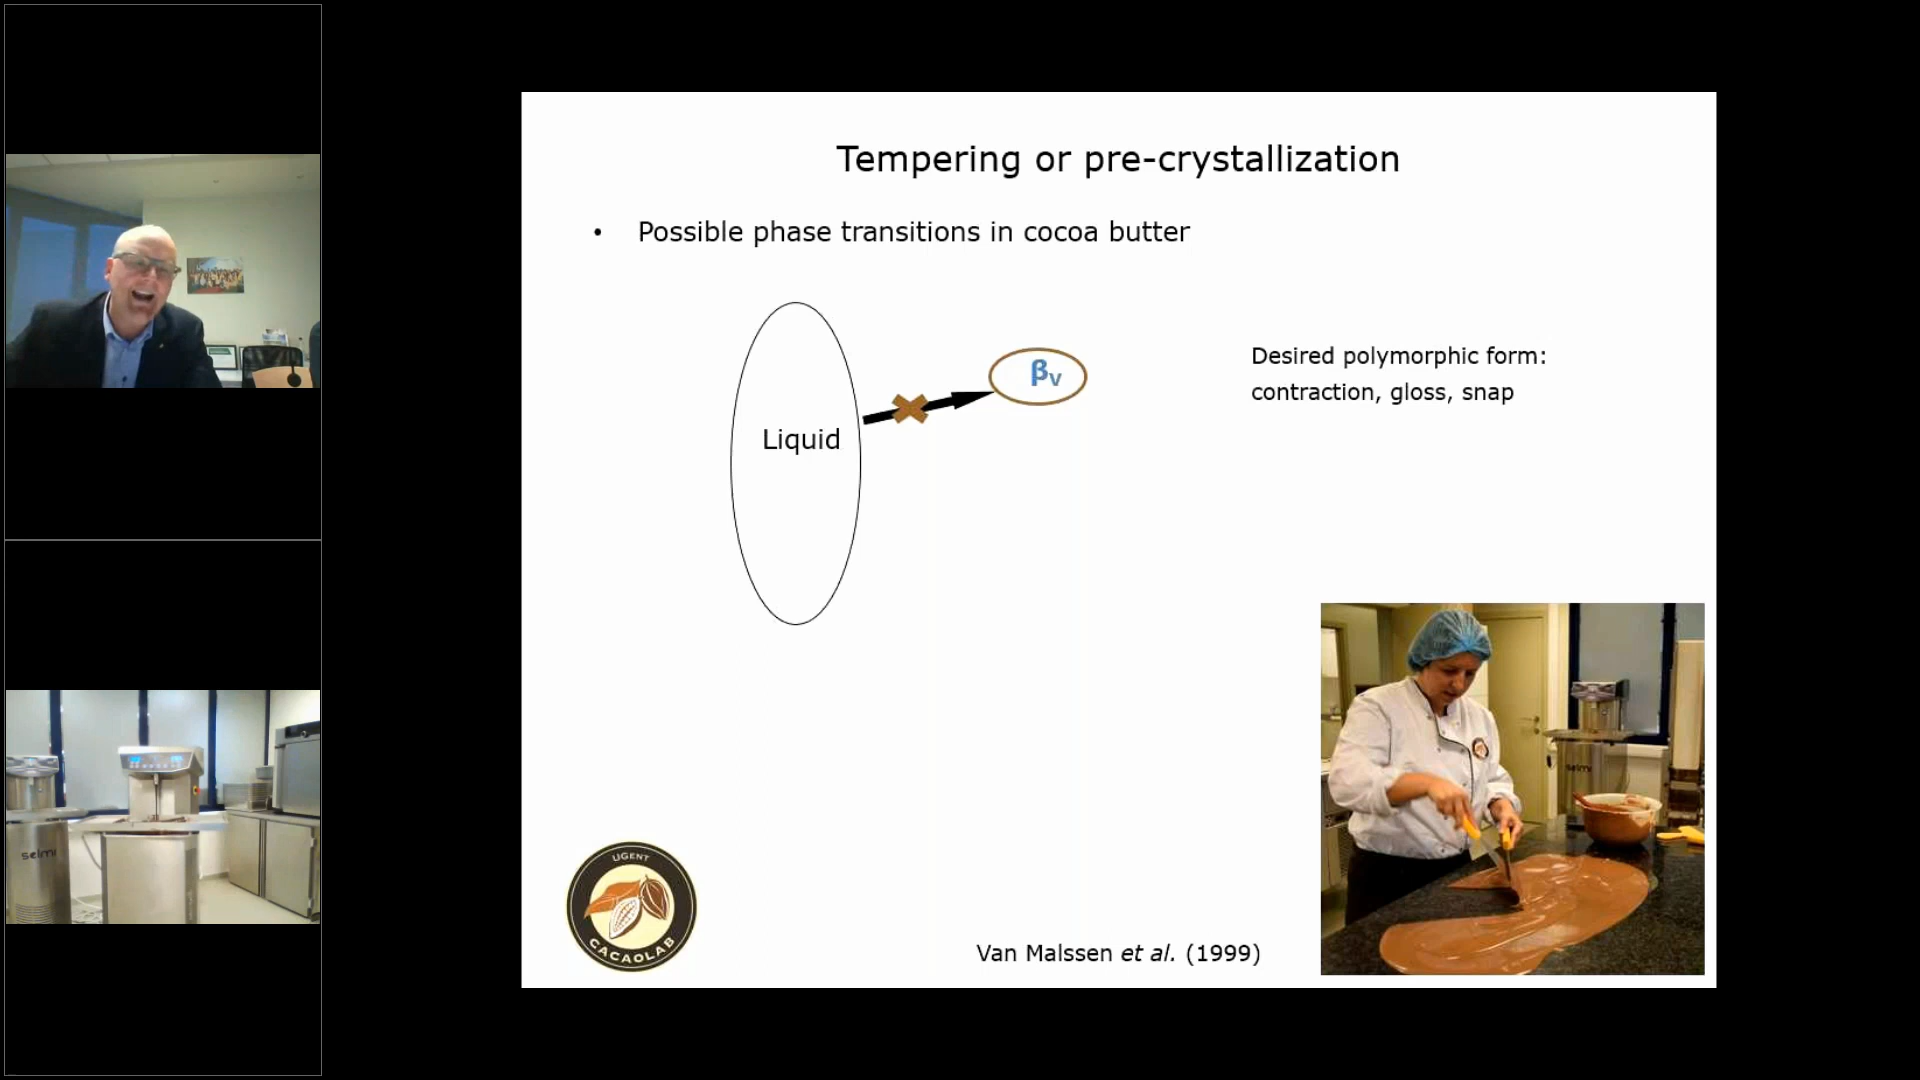 Tempering or pre-crystallization
• Possible phase transitions in cocoa butter
βV
Desired polymorphic form:
contraction, gloss, snap
Liquid
UGENT
CACAOLAB
Van Malssen et al. (1999)
selmi